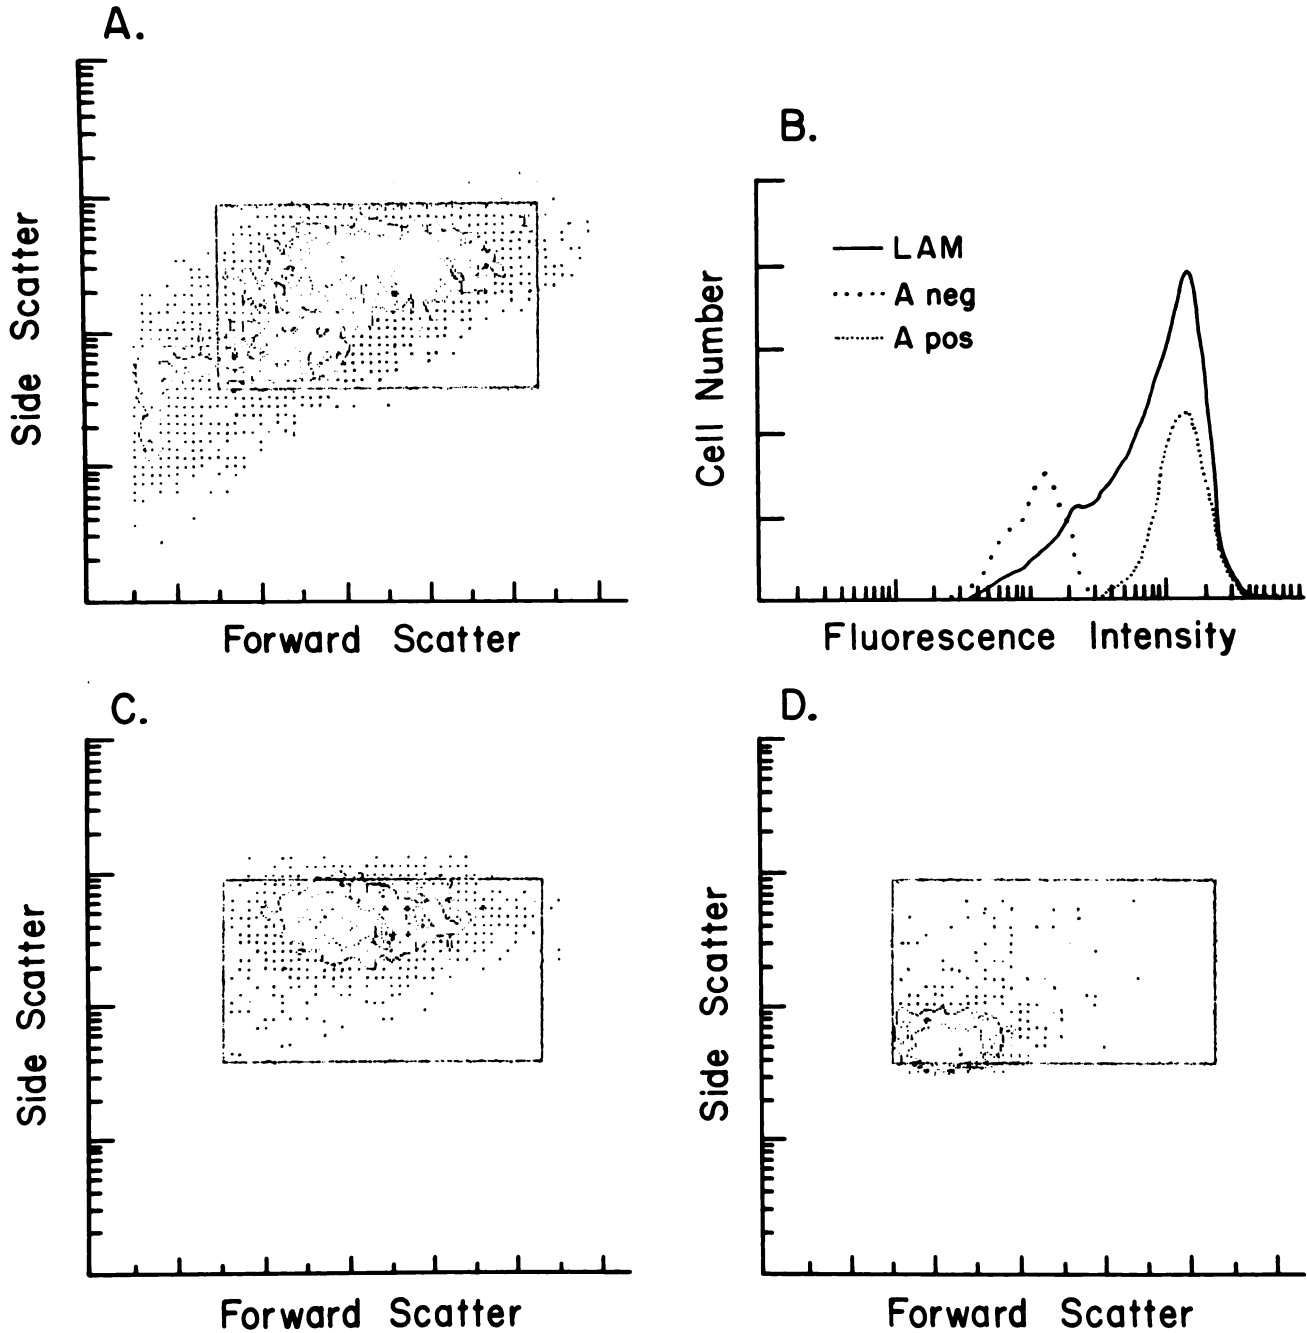 A.
Side Scatter
Forward Scatter
B.
LAM
A neg
A pos
Cell Number
Fluorescence Intensity
C.
Side Scatter
Forward Scatter
D.
Side Scatter
Forward Scatter